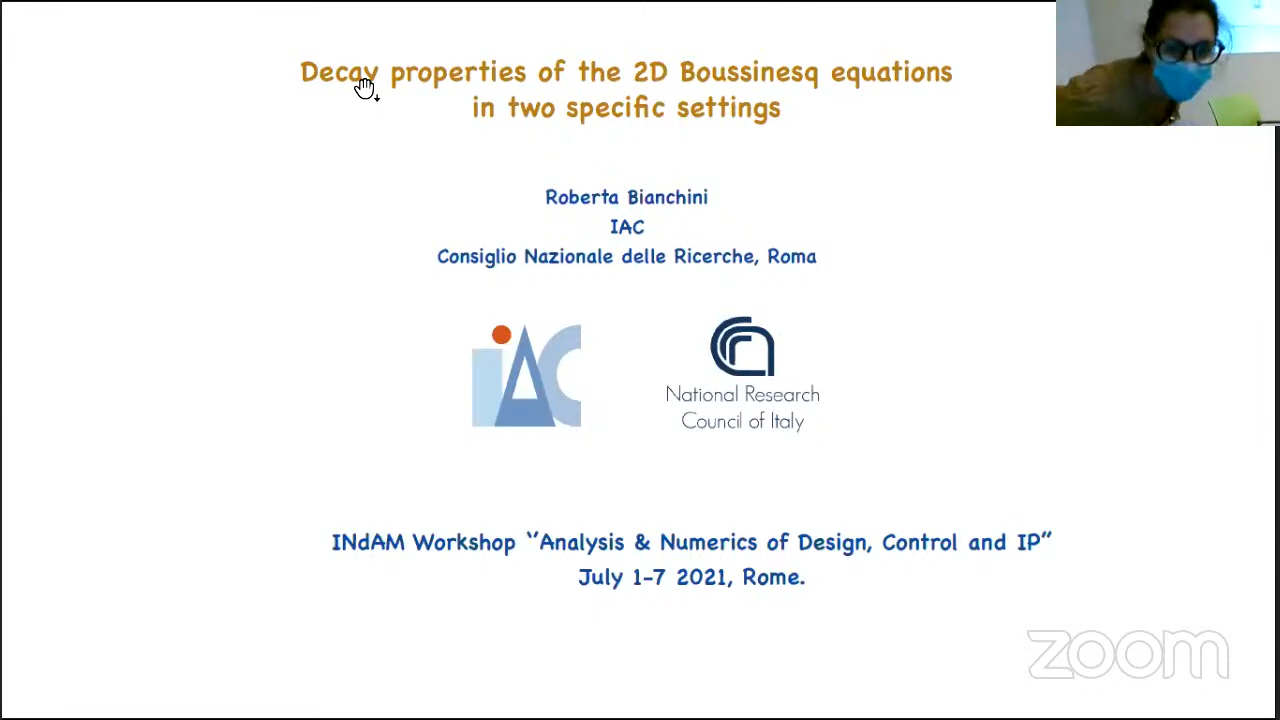 Decay properties of the 2D Boussinesq equations
in two specific settings
Roberta Bianchini
IAC
Consiglio Nazionale delle Ricerche, Roma
iAC
National Research
Council of Italy
INdAM Workshop “Analysis & Numerics of Design, Control and IP”
July 1-7 2021, Rome.
zoom